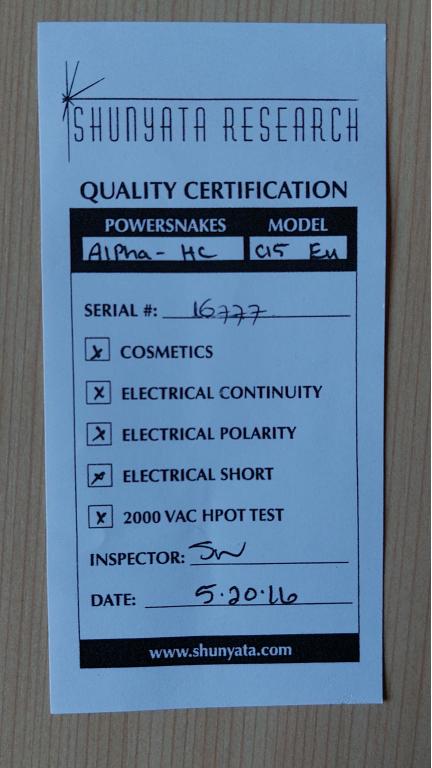 SHUNYATA RESEARCH
QUALITY CERTIFICATION
POWERSNAKES MODEL
AlPha - HC C15 Eu
SERIAL #: 16777
x COSMETICS
x ELECTRICAL CONTINUITY
x ELECTRICAL POLARITY
x ELECTRICAL SHORT
x 2000 VAC HPOT TEST
INSPECTOR: SW
DATE: 5.20.16
www.shunyata.com